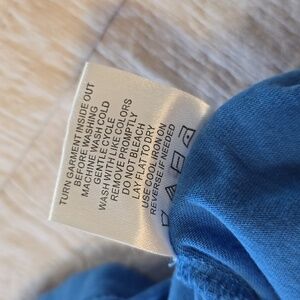 TURN GARMENT INSIDE OUT
BEFORE WASHING
MACHINE WASH COLD
GENTLE CYCLE
WASH WITH LIKE COLORS
REMOVE PROMPTLY
DO NOT BLEACH
LAY FLAT TO DRY
USE COOL IRON ON
REVERSE IF NEEDED